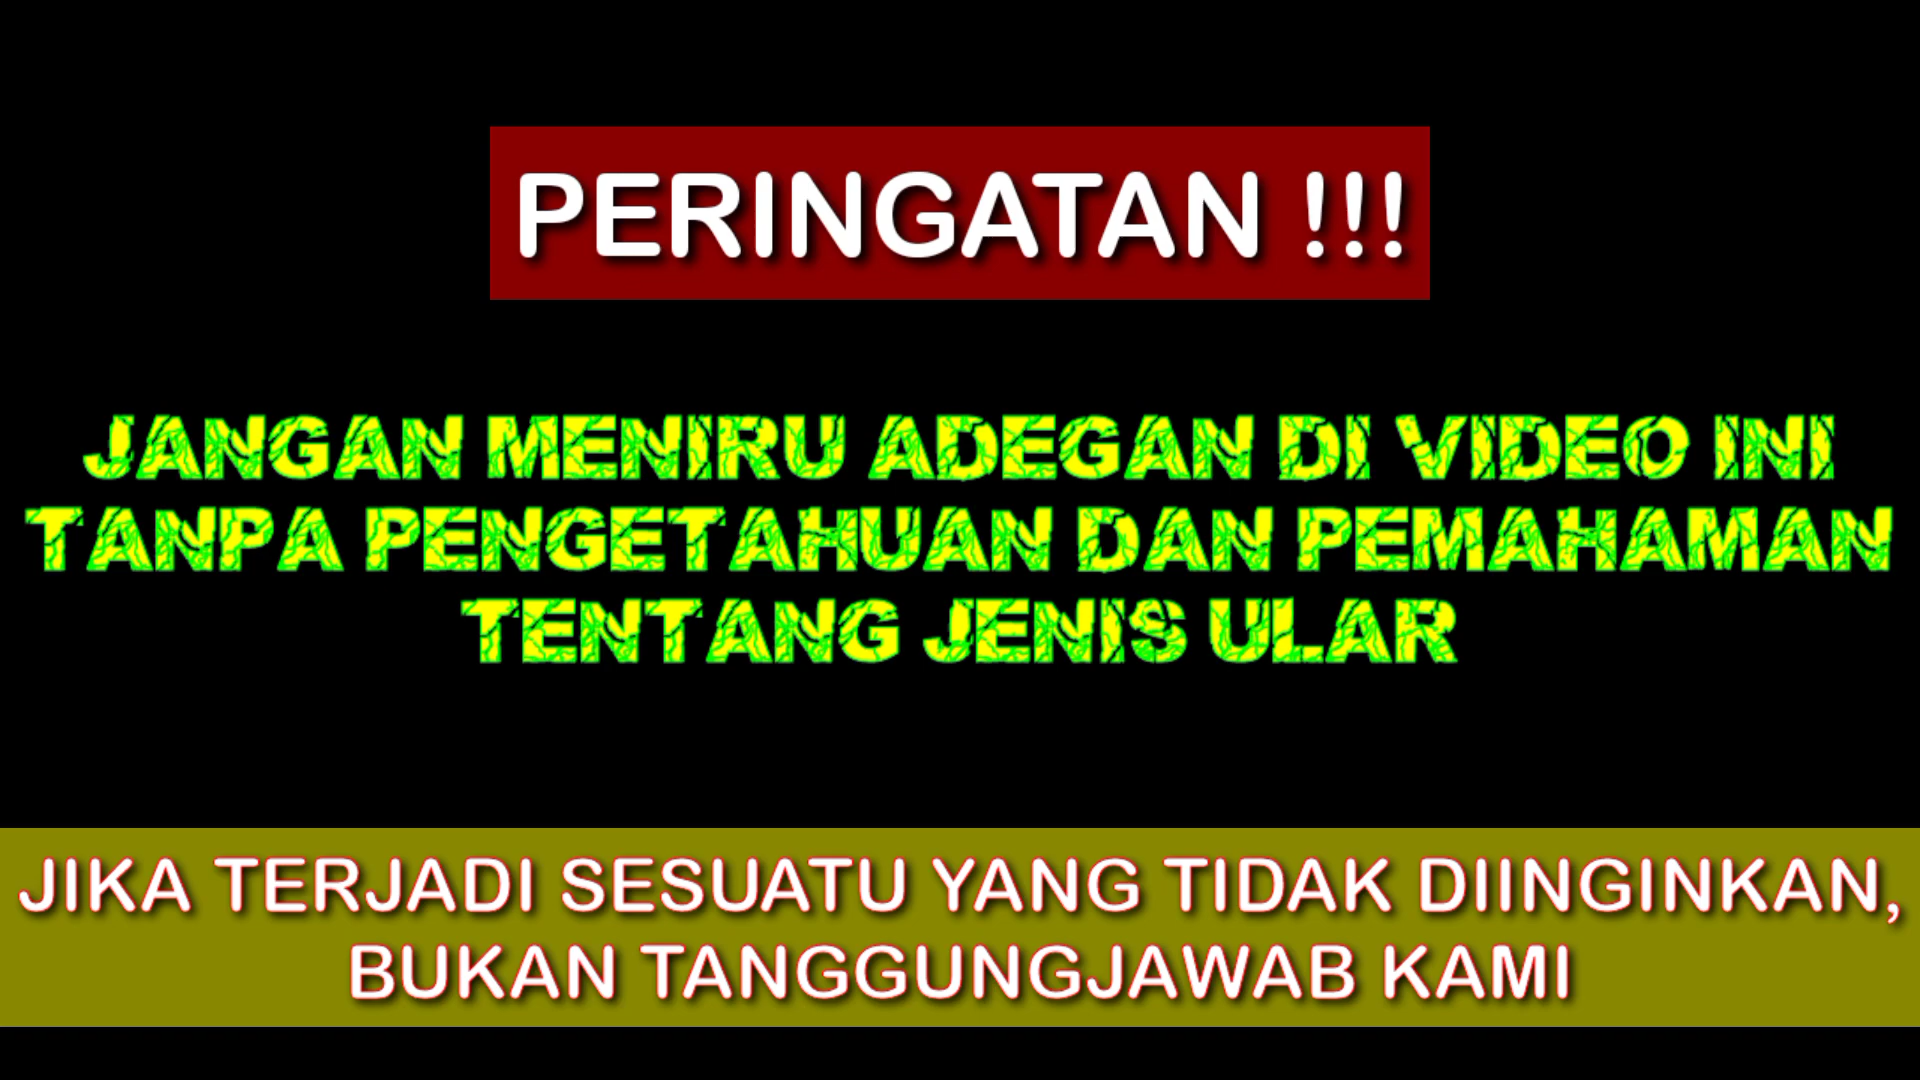 PERINGATAN !!!
JANGAN MENIRU ADEGAN DI VIDEO INI
TANPA PENGETAHUAN DAN PEMAHAMAN
TENTANG JENIS ULAR
JIKA TERJADI SESUATU YANG TIDAK DIINGINKAN,
BUKAN TANGGUNGJAWAB KAMI